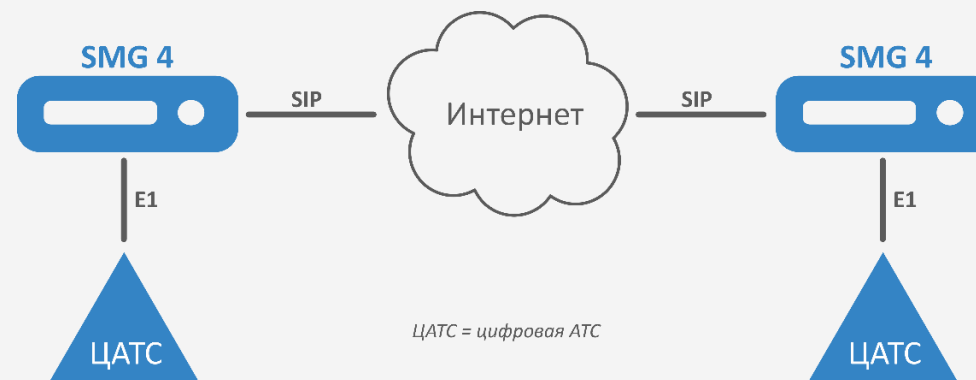 SMG 4
SMG 4
SIP
Интернет
SIP
E1
E1
ЦАТС = цифровая АТС
ЦАТС
ЦАТС